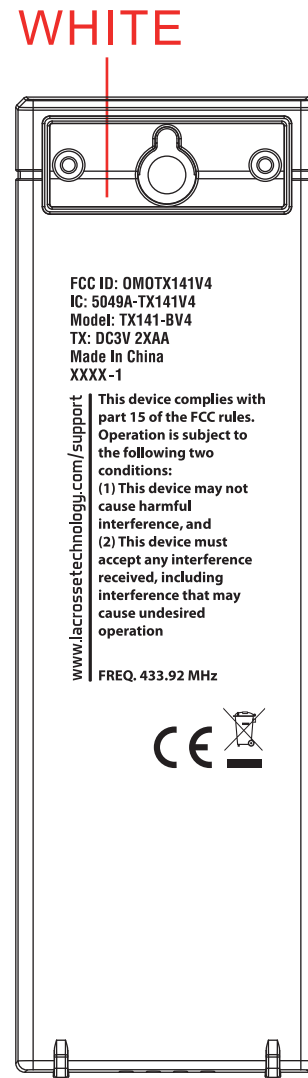 WHITE
FCC ID: OMOTX141V4
IC: 5049A-TX141V4
Model: TX141-BV4
TX: DC3V 2XAA
Made In China
XXXX-1
www.lacrossetechnology.com/support
This device complies with
part 15 of the FCC rules.
Operation is subject to
the following two
conditions:
(1) This device may not
cause harmful
interference, and
(2) This device must
accept any interference
received, including
interference that may
cause undesired
operation
FREQ. 433.92 MHz
CE